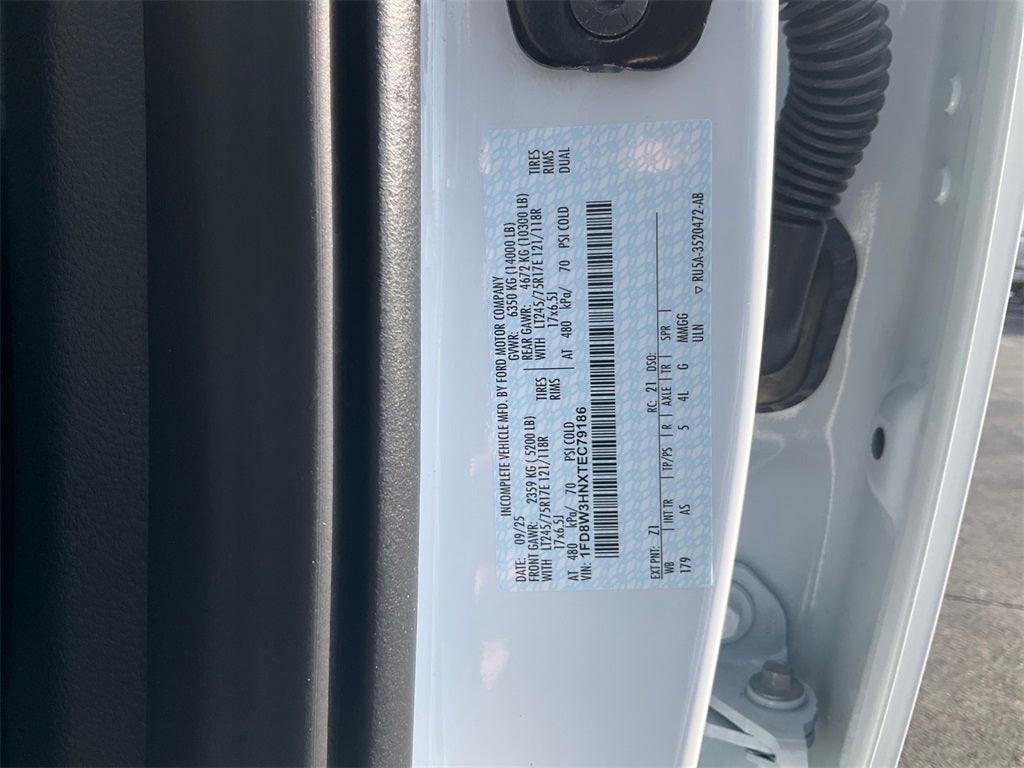 INCOMPLETE VEHICLE MFD. BY FORD MOTOR COMPANY
DATE: 09/25 GVWR: 6350 KG (14000 LB)
FRONT GAWR: 2359 KG (5200 LB) REAR GAWR: 4672 KG (10300 LB)
WITH LT245/75R17E 121/118R TIRES WITH LT245/75R17E 121/118R TIRES
17x6.5J RIMS 17x6.5J RIMS
AT 480 kPa/ 70 PSI COLD AT 480 kPa/ 70 PSI COLD DUAL
VIN: 1FD8W3HNXTEC79186
EXT PNT: Z1 RC: 21 DSO:
WB INT TR TP/PS R AXLE TR SPR
179 AS 5 4L G MMGG
ULN
▽ RU5A-3520472-AB